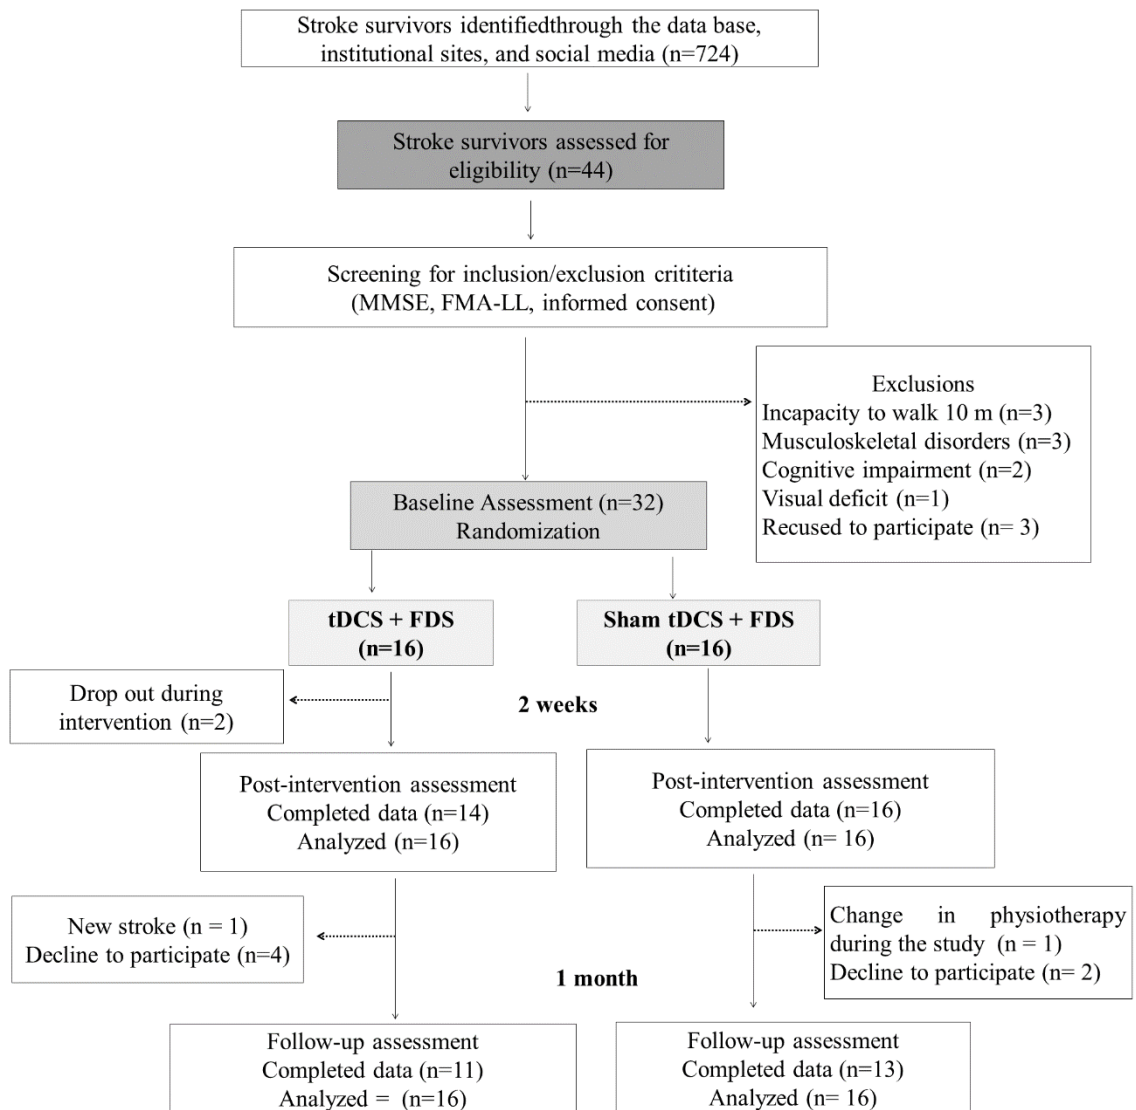 Stroke survivors identifiedthrough the data base,
institutional sites, and social media (n=724)
Stroke survivors assessed for
eligibility (n=44)
Screening for inclusion/exclusion crititeria
(MMSE, FMA-LL, informed consent)
Exclusions
Incapacity to walk 10 m (n=3)
Musculoskeletal disorders (n=3)
Cognitive impairment (n=2)
Visual deficit (n=1)
Recused to participate (n= 3)
Baseline Assessment (n=32)
Randomization
tDCS + FDS
(n=16)
Sham tDCS + FDS
(n=16)
Drop out during
intervention (n=2)
2 weeks
Post-intervention assessment
Completed data (n=14)
Analyzed (n=16)
Post-intervention assessment
Completed data (n=16)
Analyzed (n= 16)
New stroke (n = 1)
Decline to participate (n=4)
Change in physiotherapy
during the study (n = 1)
Decline to participate (n= 2)
1 month
Follow-up assessment
Completed data (n=11)
Analyzed = (n=16)
Follow-up assessment
Completed data (n=13)
Analyzed (n= 16)